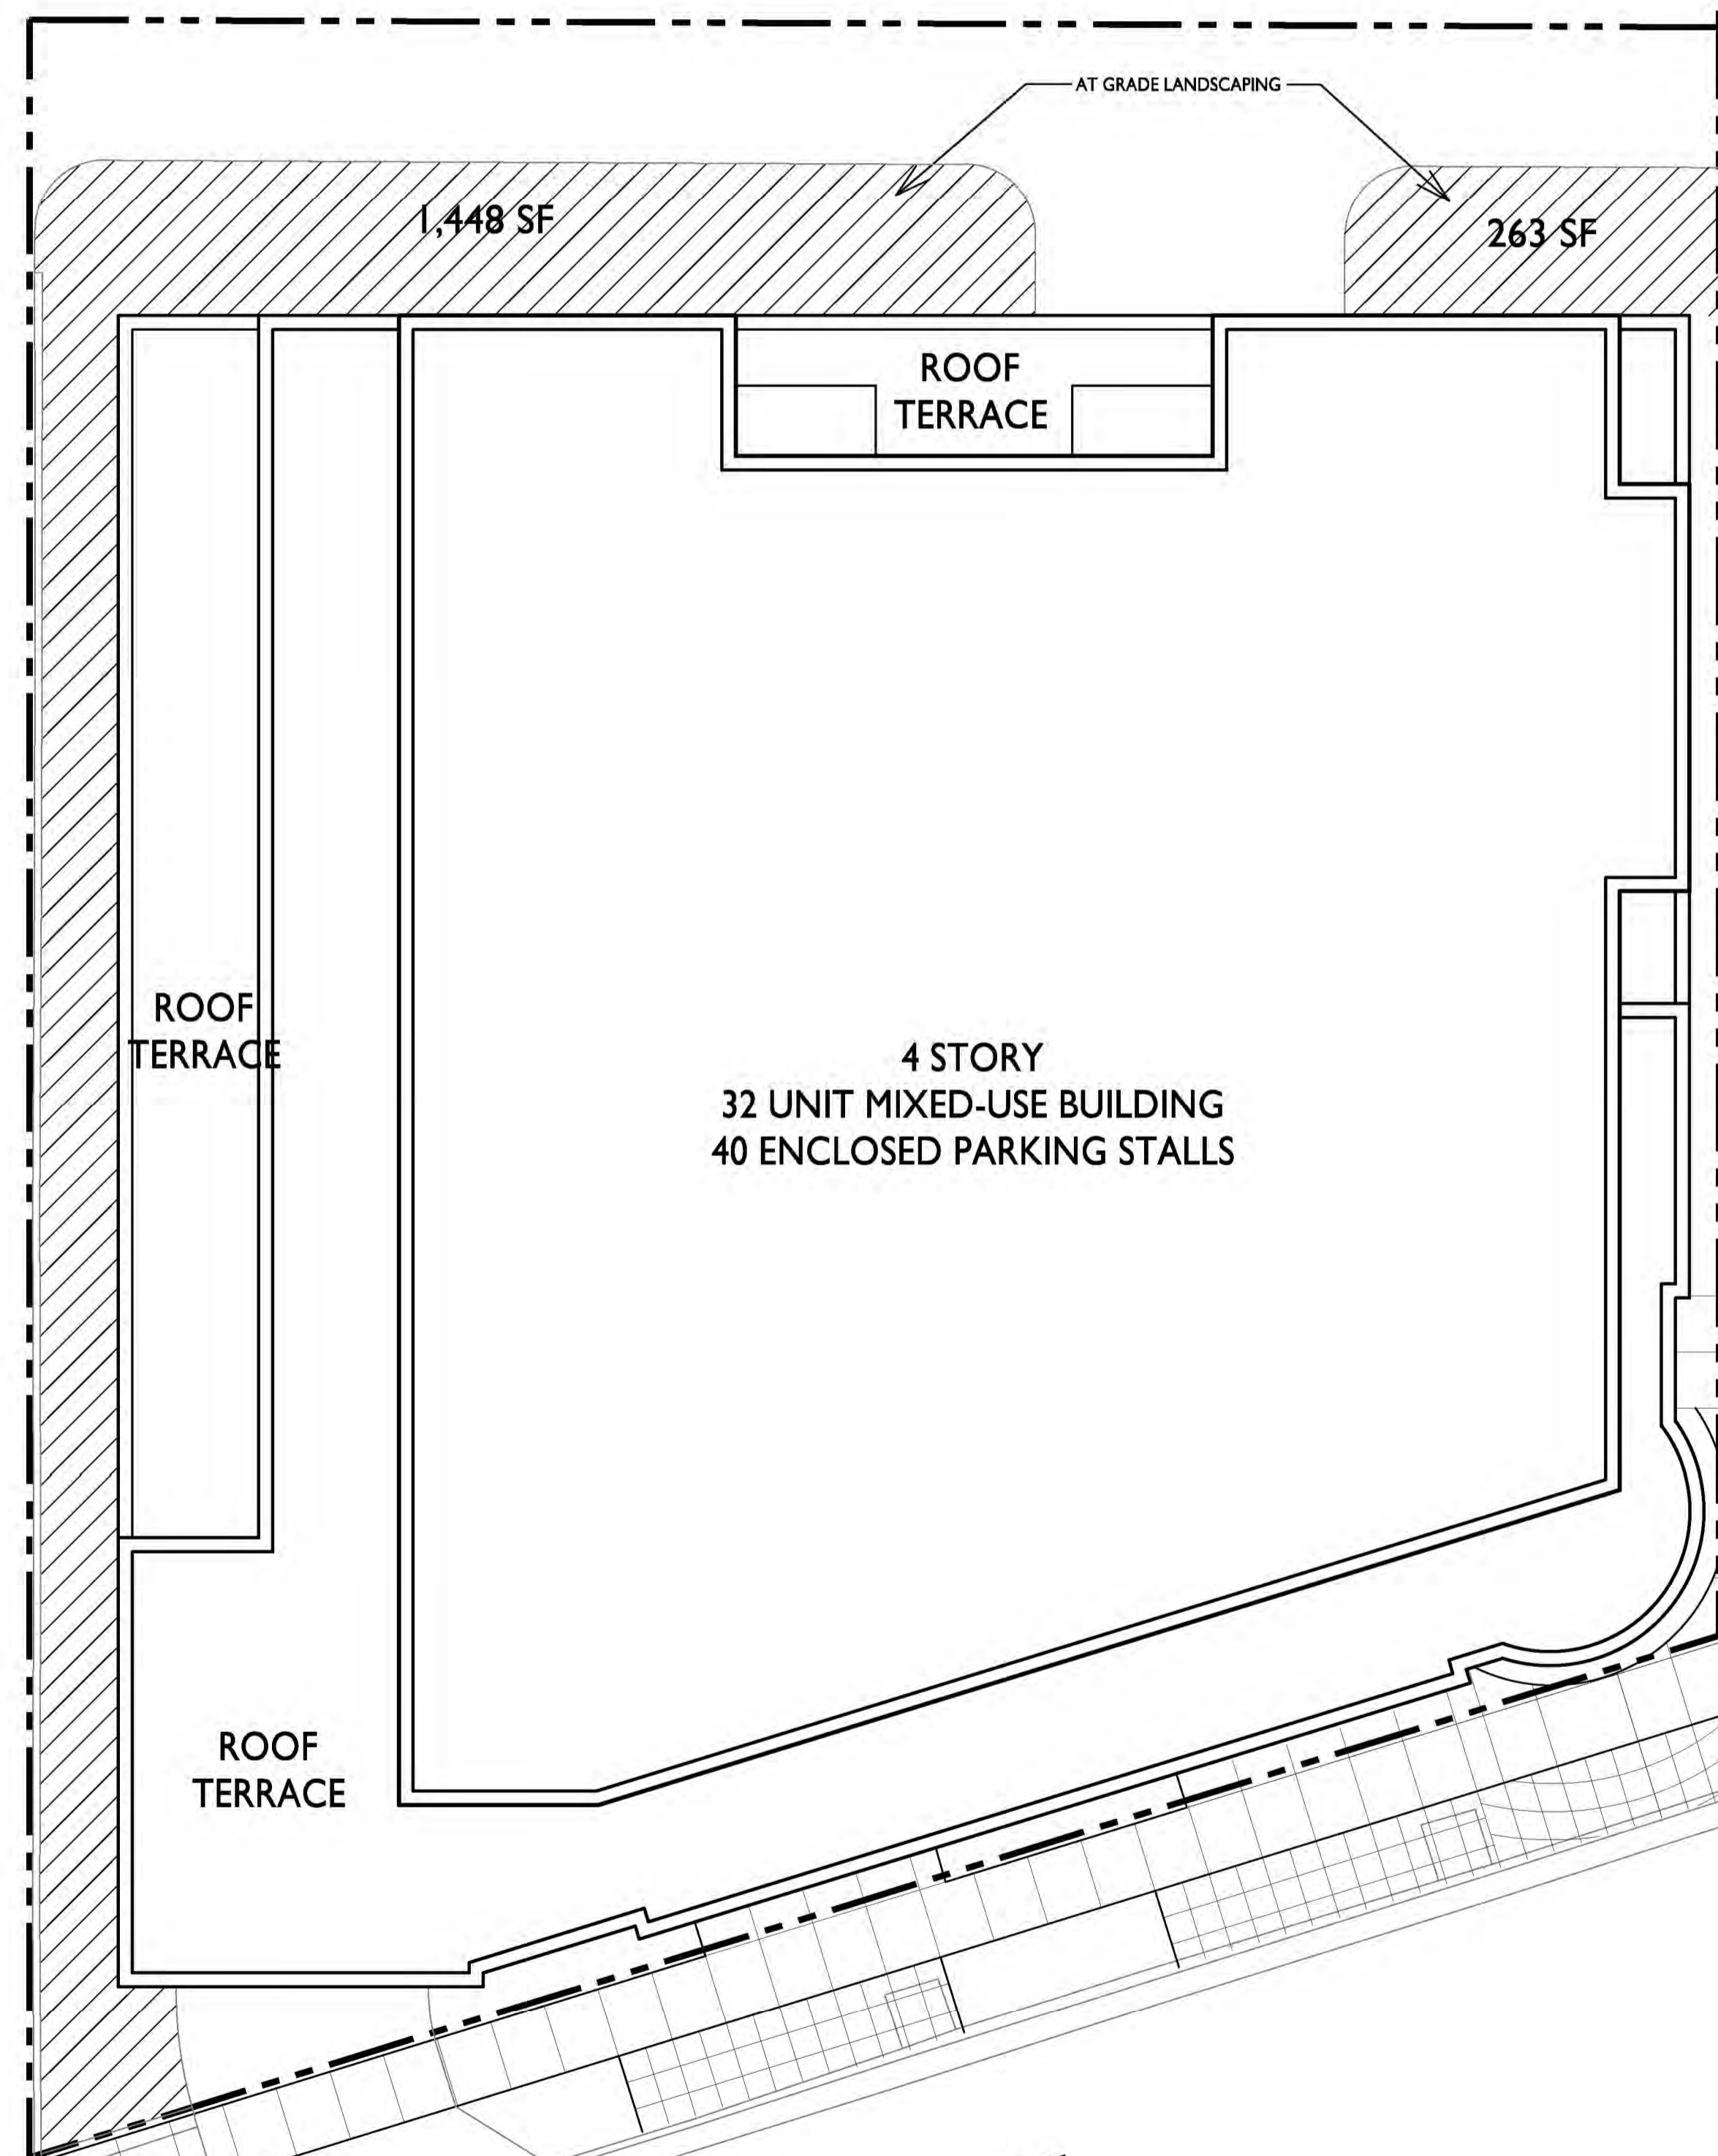 AT GRADE LANDSCAPING
1,448 SF
263 SF
ROOF
TERRACE
ROOF
TERRACE
4 STORY
32 UNIT MIXED-USE BUILDING
40 ENCLOSED PARKING STALLS
ROOF
TERRACE